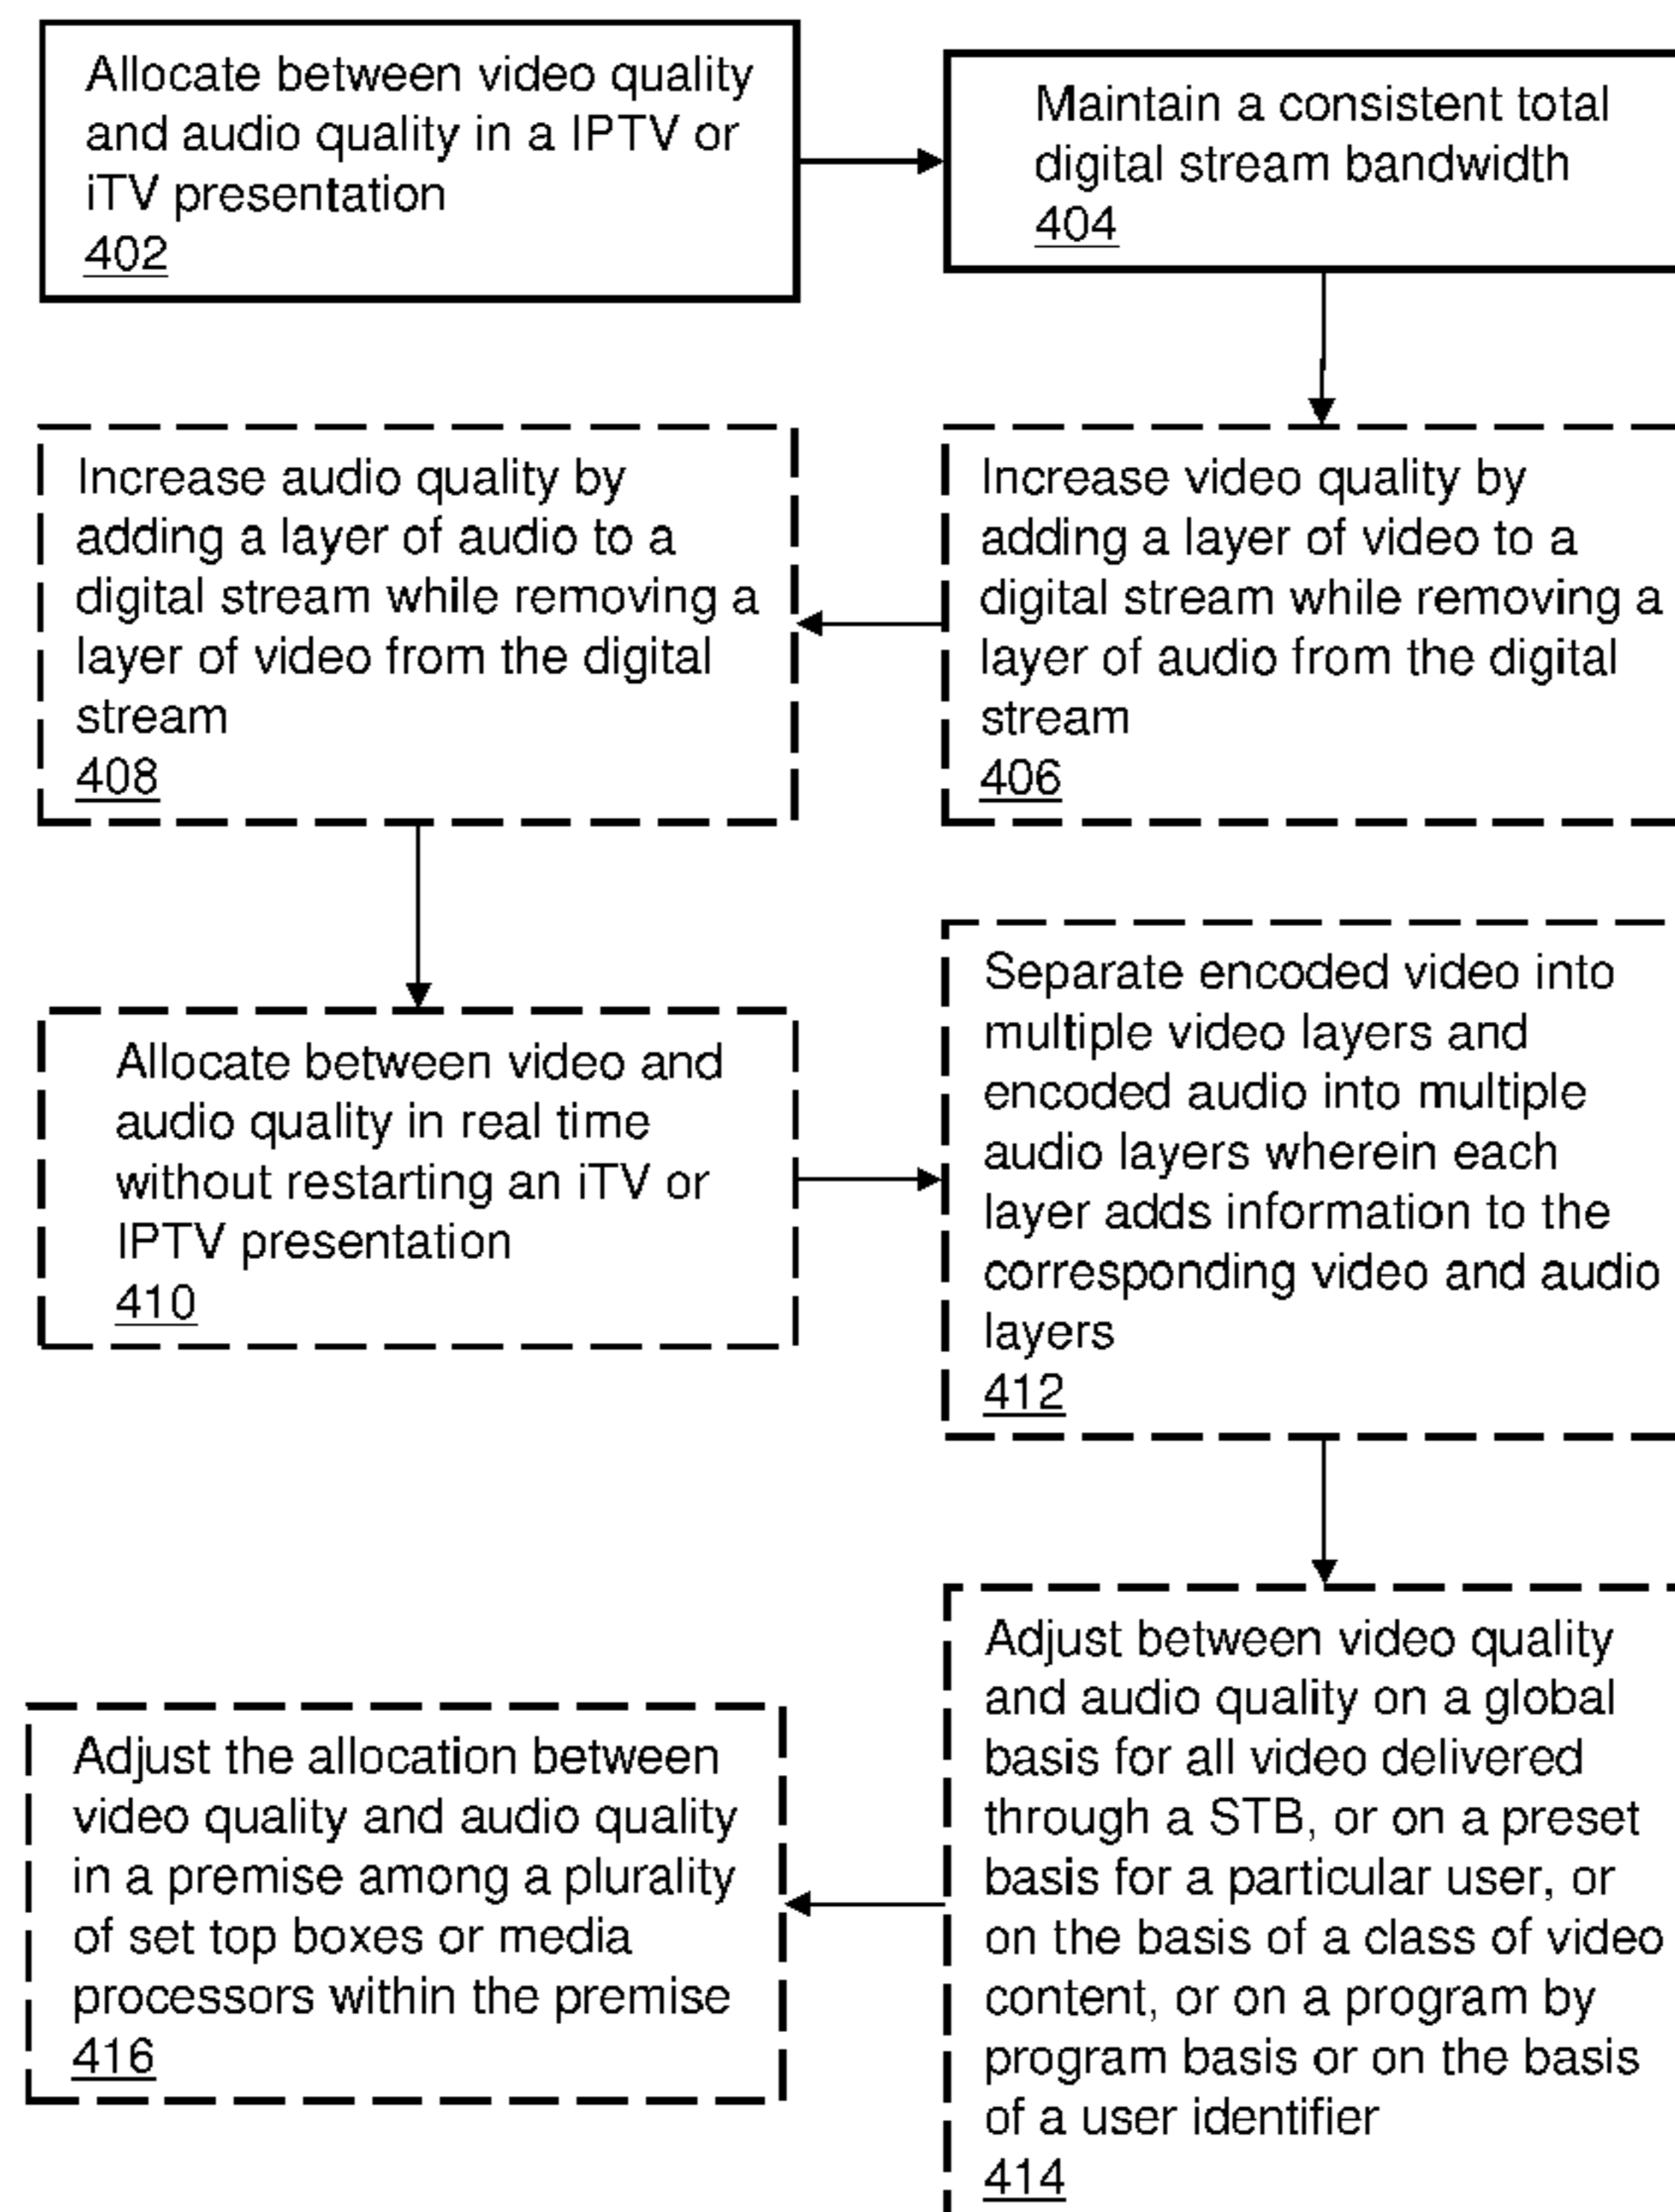 Allocate between video quality
and audio quality in a IPTV or
iTV presentation
402
Maintain a consistent total
digital stream bandwidth
404
Increase video quality by
adding a layer of video to a
digital stream while removing a
layer of audio from the digital
stream
406
Increase audio quality by
adding a layer of audio to a
digital stream while removing a
layer of video from the digital
stream
408
Allocate between video and
audio quality in real time
without restarting an iTV or
IPTV presentation
410
Separate encoded video into
multiple video layers and
encoded audio into multiple
audio layers wherein each
layer adds information to the
corresponding video and audio
layers
412
Adjust between video quality
and audio quality on a global
basis for all video delivered
through a STB, or on a preset
basis for a particular user, or
on the basis of a class of video
content, or on a program by
program basis or on the basis
of a user identifier
414
Adjust the allocation between
video quality and audio quality
in a premise among a plurality
of set top boxes or media
processors within the premise
416